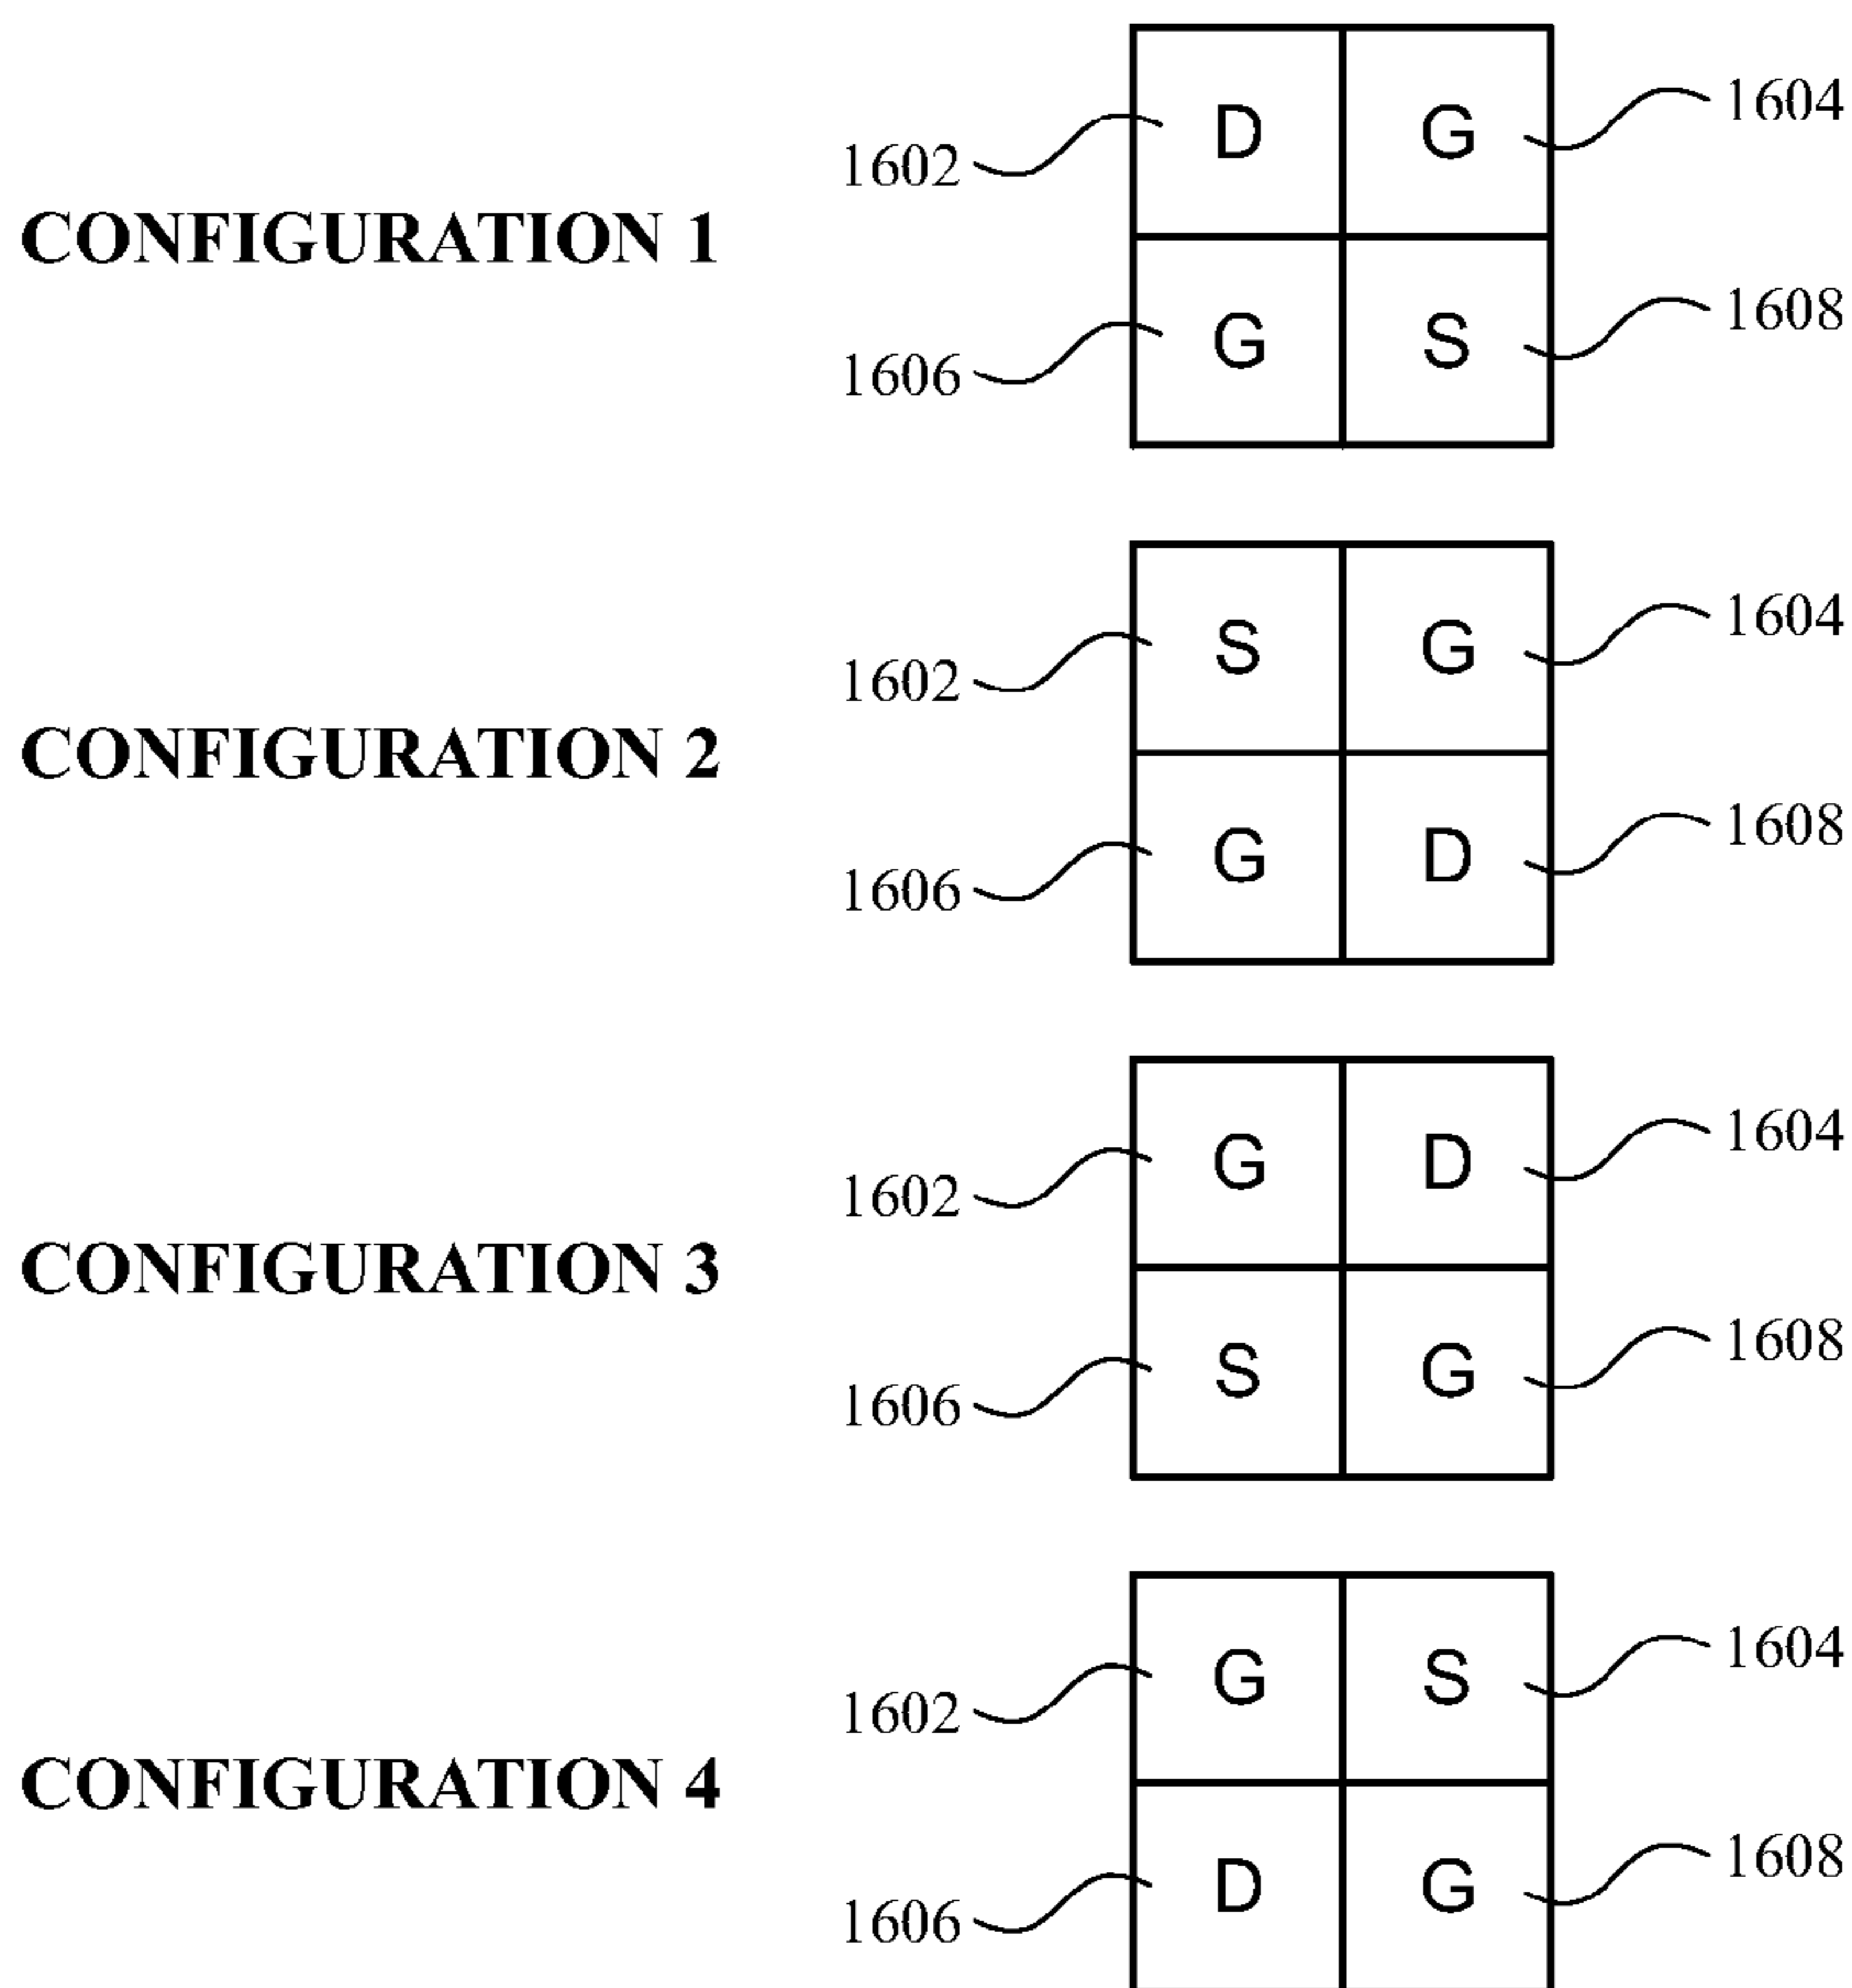 D G 1604
1602
CONFIGURATION 1
G S 1608
1606
S G 1604
1602
CONFIGURATION 2
G D 1608
1606
G D 1604
1602
CONFIGURATION 3
S G 1608
1606
G S 1604
1602
CONFIGURATION 4
D G 1608
1606